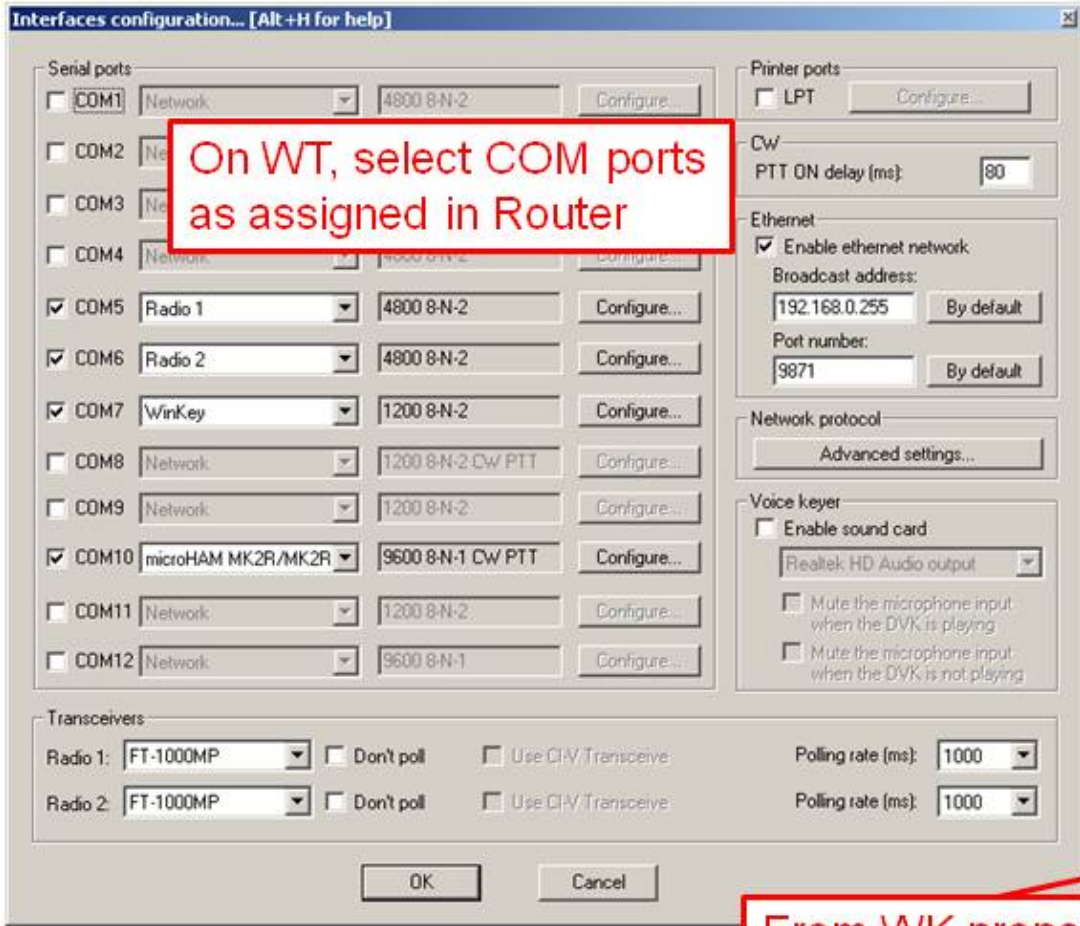 Interfaces configuration... [Alt+H for help]
Serial ports
COM1 Network 4800 8-N-2 Configure...
COM2
COM3
COM4 Network 4800 8-N-2 Configure...
COM5 Radio 1 4800 8-N-2 Configure...
COM6 Radio 2 4800 8-N-2 Configure...
COM7 WinKey 1200 8-N-2 Configure...
COM8 Network 1200 8-N-2 CW PTT Configure...
COM9 Network 1200 8-N-2 Configure...
COM10 microHAM MK2R/MK2R 9600 8-N-1 CW PTT Configure...
COM11 Network 1200 8-N-2 Configure...
COM12 Network 9600 8-N-1 Configure...
On WT, select COM ports
as assigned in Router
Printer ports
LPT Configure...
CW
PTT ON delay (ms): 80
Ethernet
Enable ethernet network
Broadcast address:
192.168.0.255 By default
Port number:
9871 By default
Network protocol
Advanced settings...
Voice keyer
Enable sound card
Realtek HD Audio output
Mute the microphone input
when the DVK is playing
Mute the microphone input
when the DVK is not playing
Transceivers
Radio 1: FT-1000MP Don't poll Use CI-V Transceive Polling rate (ms): 1000
Radio 2: FT-1000MP Don't poll Use CI-V Transceive Polling rate (ms): 1000
OK Cancel
From WK